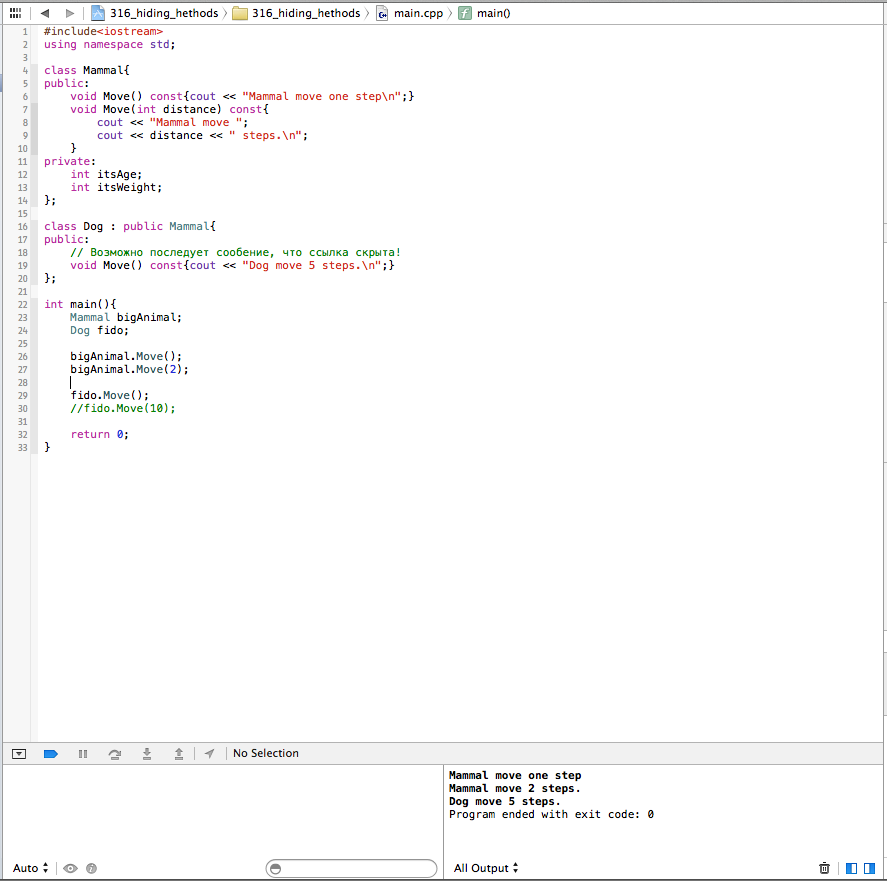 316_hiding_hethods 316_hiding_hethods main.cpp main()
1 #include<iostream>
2 using namespace std;
3
4 class Mammal{
5 public:
6     void Move() const{cout << "Mammal move one step\n";}
7     void Move(int distance) const{
8         cout << "Mammal move ";
9         cout << distance << " steps.\n";
10     }
11 private:
12     int itsAge;
13     int itsWeight;
14 };
15
16 class Dog : public Mammal{
17 public:
18     // Возможно последует сообение, что ссылка скрыта!
19     void Move() const{cout << "Dog move 5 steps.\n";}
20 };
21
22 int main(){
23     Mammal bigAnimal;
24     Dog fido;
25
26     bigAnimal.Move();
27     bigAnimal.Move(2);
28
29     fido.Move();
30     //fido.Move(10);
31
32     return 0;
33 }
No Selection
Mammal move one step
Mammal move 2 steps.
Dog move 5 steps.
Program ended with exit code: 0
Auto All Output